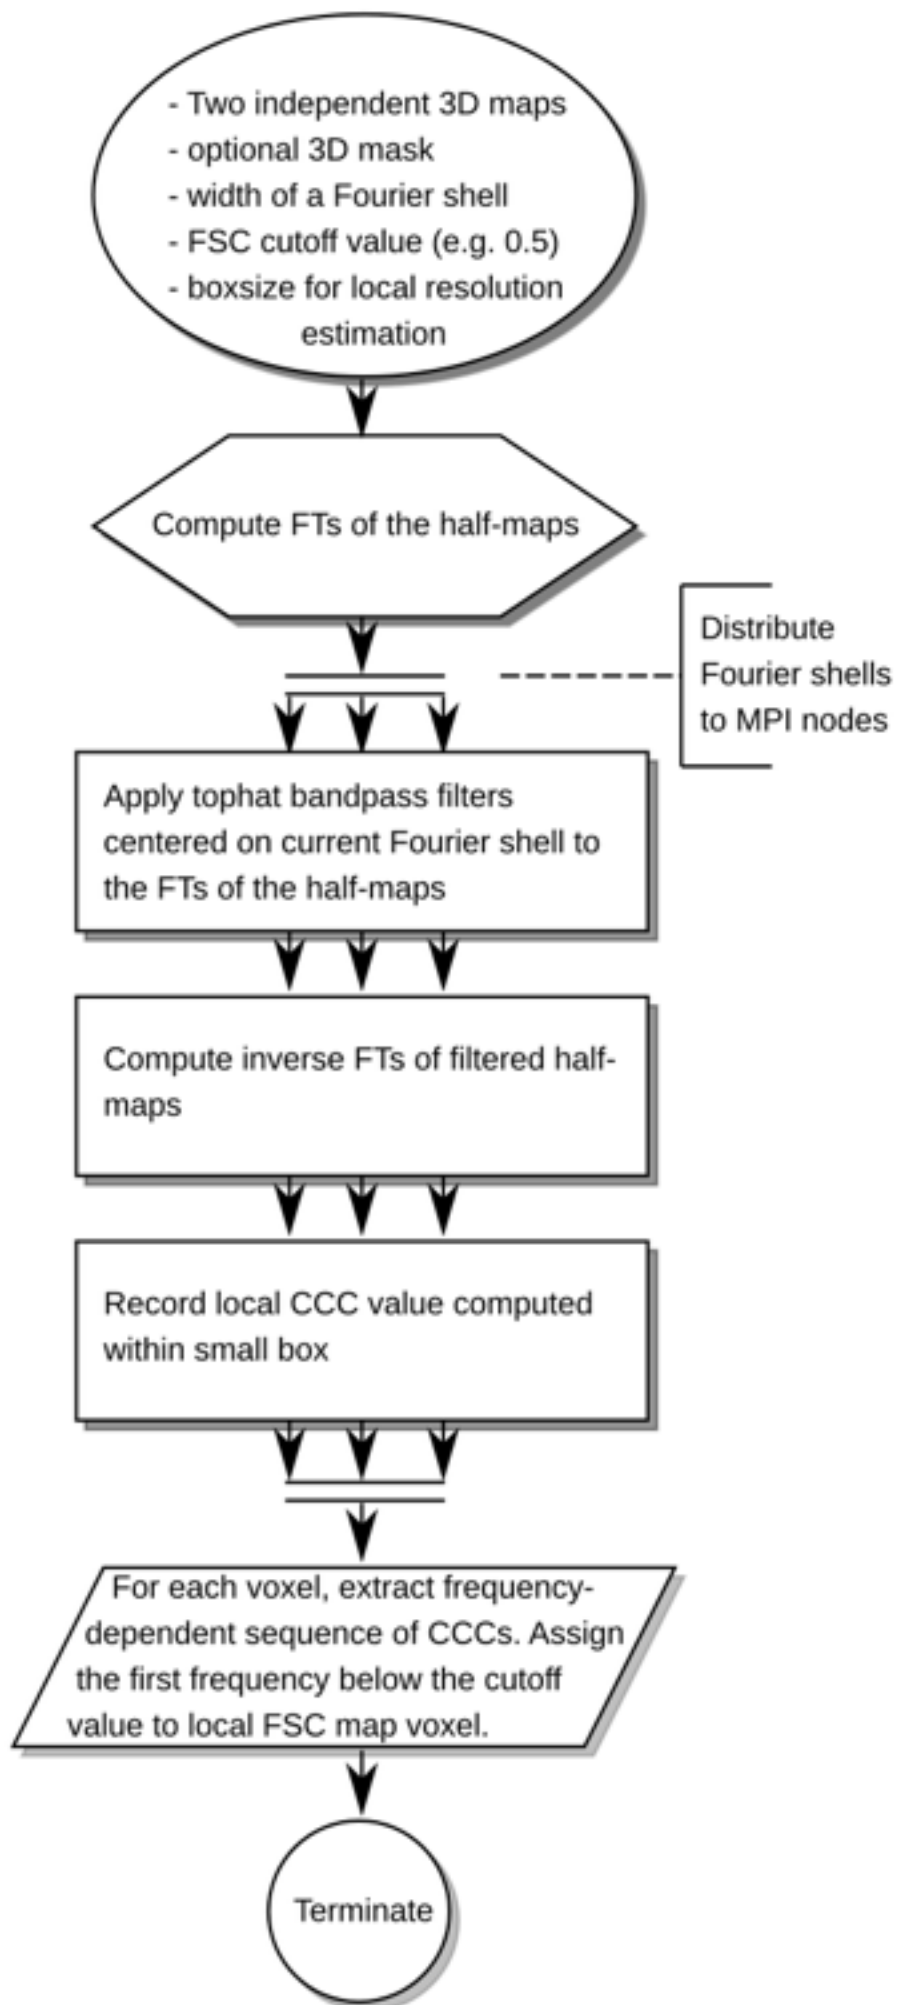 - Two independent 3D maps
- optional 3D mask
- width of a Fourier shell
- FSC cutoff value (e.g. 0.5)
- boxsize for local resolution
estimation
Compute FTs of the half-maps
Distribute
Fourier shells
to MPI nodes
Apply tophat bandpass filters
centered on current Fourier shell to
the FTs of the half-maps
Compute inverse FTs of filtered half-
maps
Record local CCC value computed
within small box
For each voxel, extract frequency-
dependent sequence of CCCs. Assign
the first frequency below the cutoff
value to local FSC map voxel.
Terminate